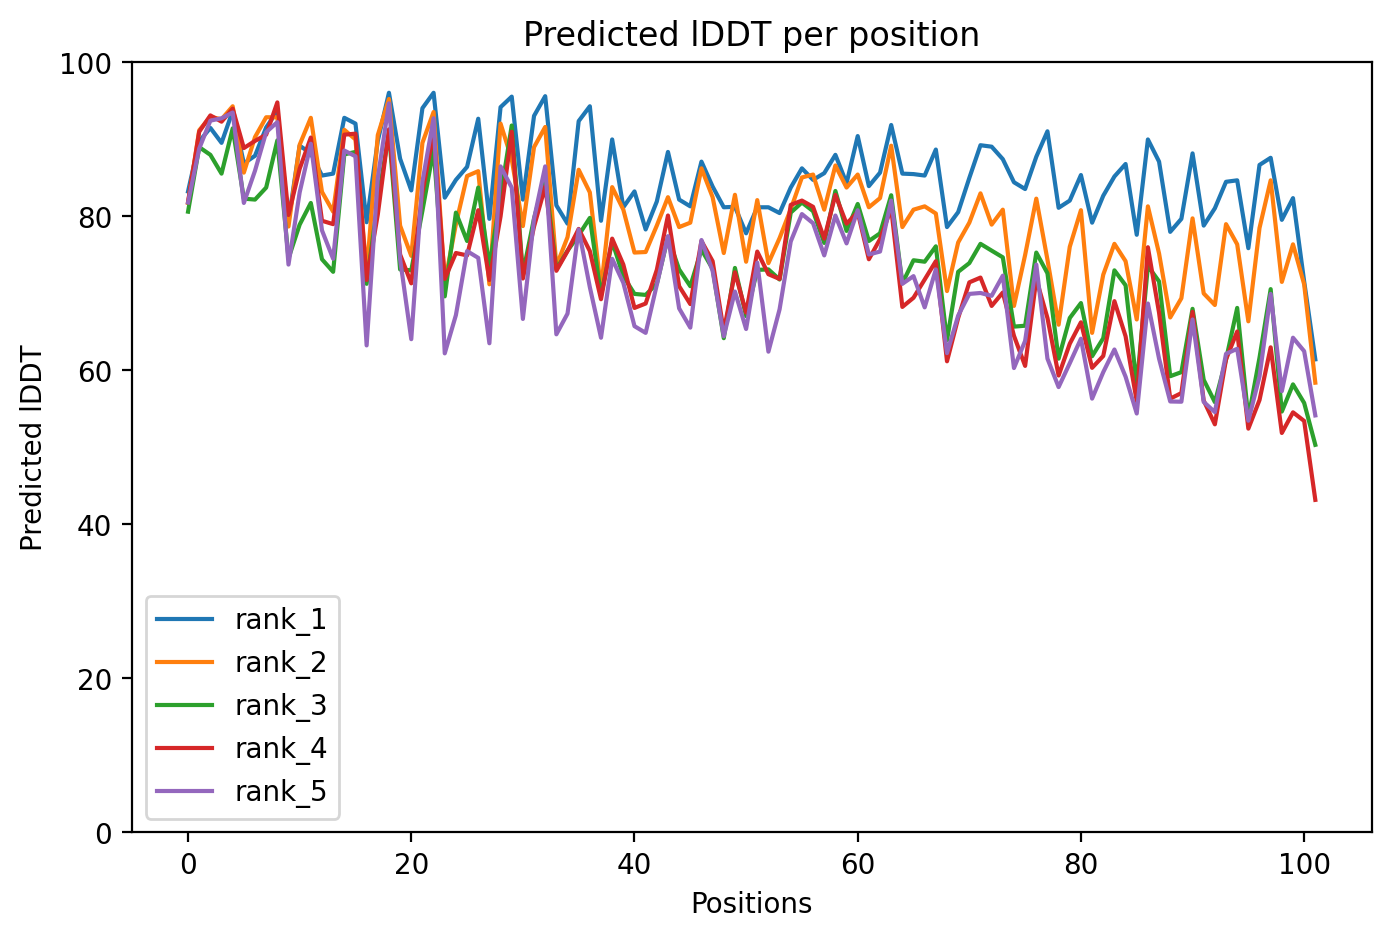 Predicted lDDT per position
100
80
60
40
20
0
Predicted lDDT
rank_1
rank_2
rank_3
rank_4
rank_5
0 20 40 60 80 100
Positions